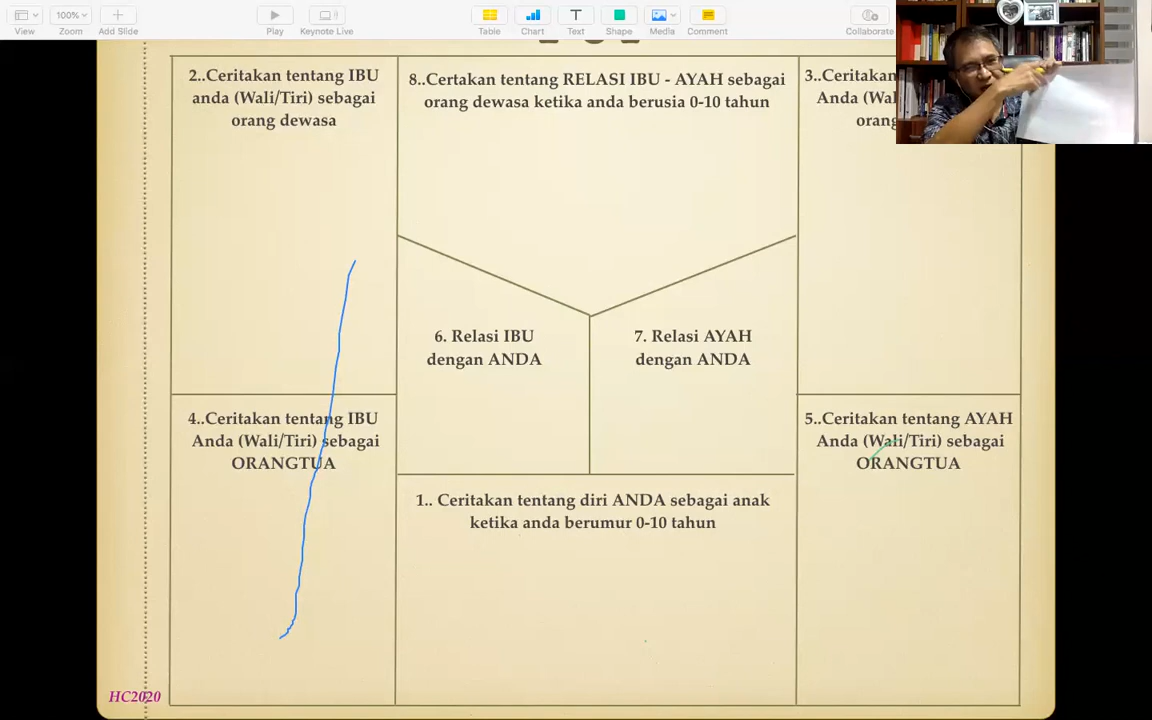 View
100%
Zoom
Add Slide
Play
Keynote Live
Table
Chart
Text
Shape
Media
Comment
Collaborate
2..Ceritakan tentang IBU
anda (Wali/Tiri) sebagai
orang dewasa
8..Certakan tentang RELASI IBU - AYAH sebagai
orang dewasa ketika anda berusia 0-10 tahun
3..Ceritakan
Anda
6. Relasi IBU
dengan ANDA
7. Relasi AYAH
dengan ANDA
4..Ceritakan tentang IBU
Anda (Wali/Tiri) sebagai
ORANGTUA
5..Ceritakan tentang AYAH
Anda (Wali/Tiri) sebagai
ORANGTUA
1.. Ceritakan tentang diri ANDA sebagai anak
ketika anda berumur 0-10 tahun
HC2020